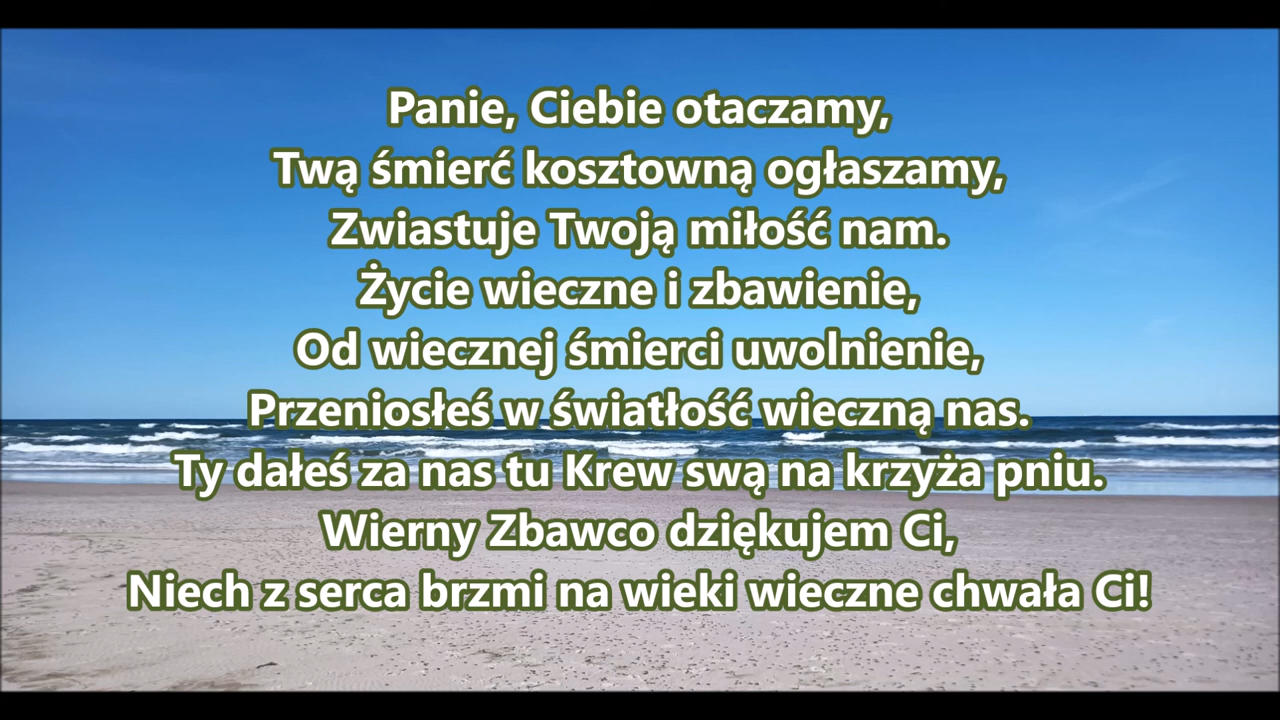 Panie, Ciebie otaczamy,
Twą śmierć kosztowną ogłaszamy,
Zwiastuje Twoją miłość nam.
Życie wieczne i zbawienie,
Od wiecznej śmierci uwolnienie,
Przeniosłeś w światłość wieczną nas.
Ty dałeś za nas tu Krew swą na krzyża pniu.
Wierny Zbawco dziękujem Ci,
Niech z serca brzmi na wieki wieczne chwała Ci!